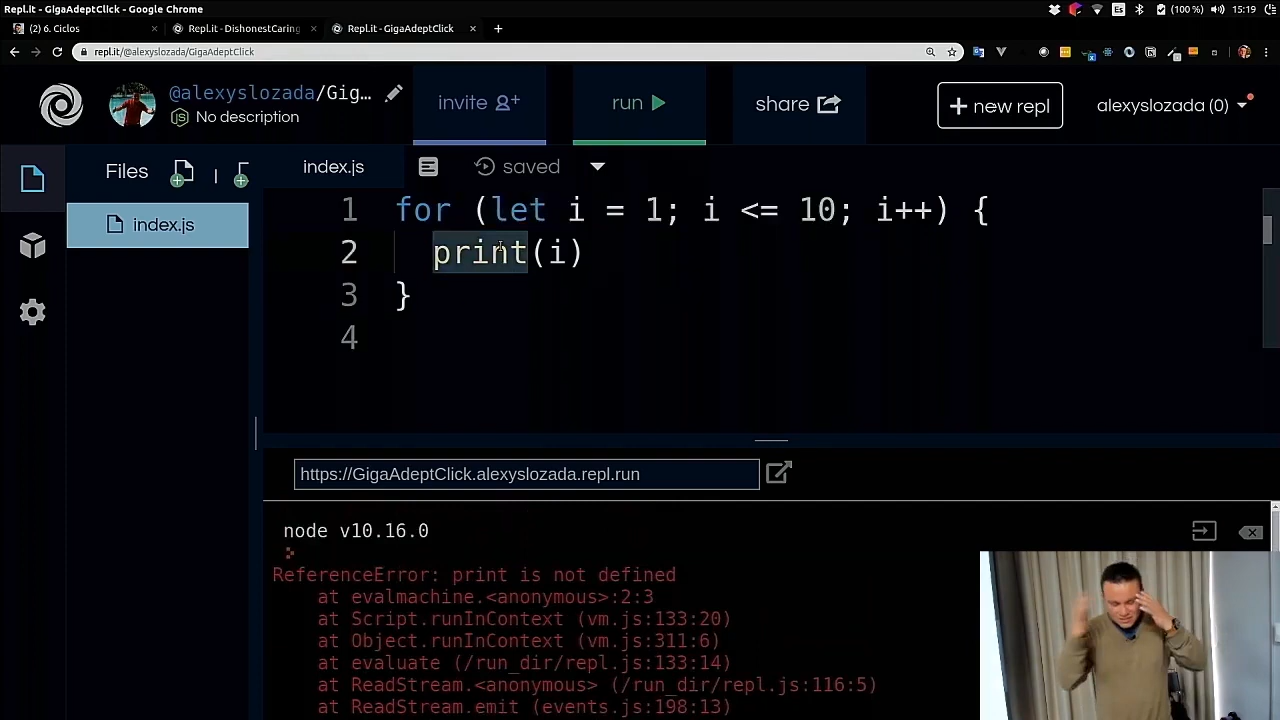 Repl.it - GigaAdeptClick - Google Chrome
Es
(100 %)
15:19
(2) 6. Ciclos
Repl.it - DishonestCaring
Repl.it - GigaAdeptClick
repl.it/@alexyslozada/GigaAdeptClick
@alexyslozada/Gig...
No description
invite
run
share
+ new repl
alexyslozada (0)
Files
index.js
saved
index.js
1 for (let i = 1; i <= 10; i++) {
2 print(i)
3 }
4
https://GigaAdeptClick.alexyslozada.repl.run
node v10.16.0
ReferenceError: print is not defined
at evalmachine.<anonymous>:2:3
at Script.runInContext (vm.js:133:20)
at Object.runInContext (vm.js:311:6)
at evaluate (/run_dir/repl.js:133:14)
at ReadStream.<anonymous> (/run_dir/repl.js:116:5)
at ReadStream.emit (events.js:198:13)